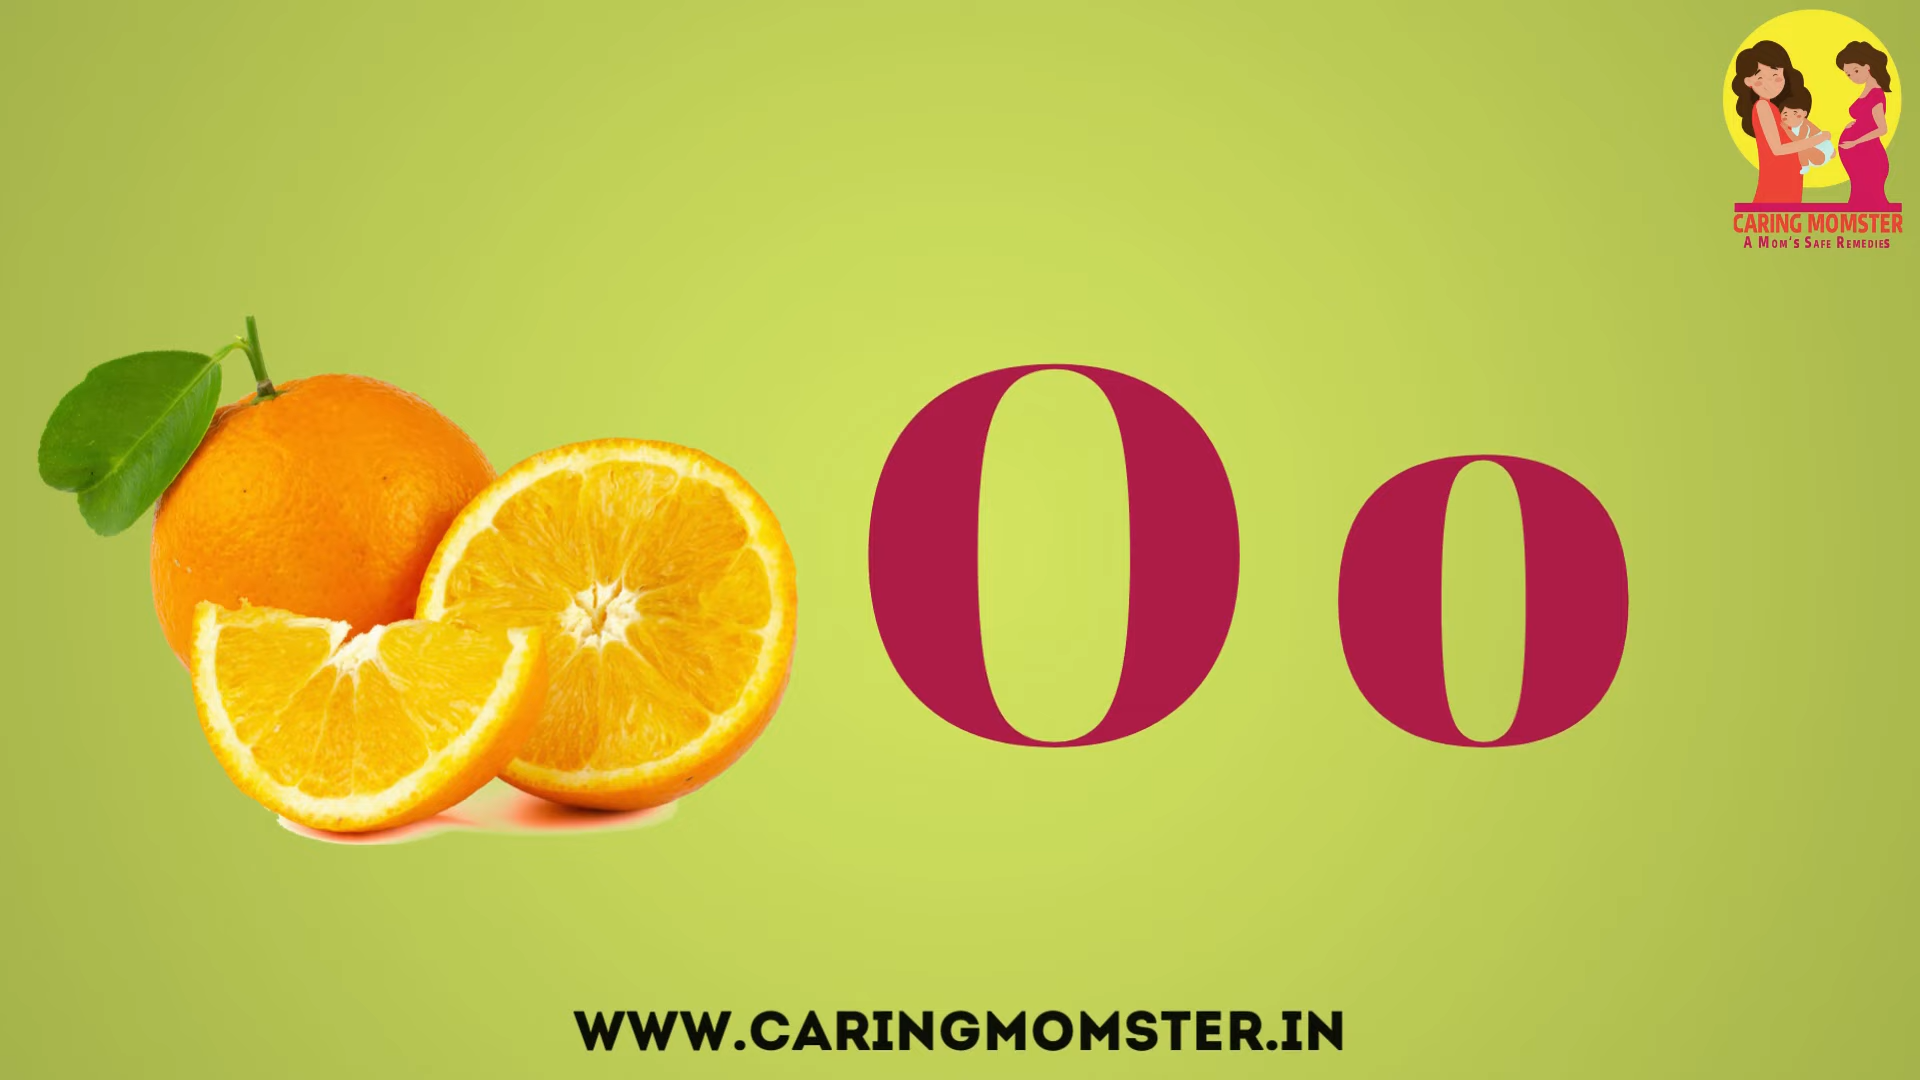 CARING MOMSTER
A MOM'S SAFE REMEDIES
O o
WWW.CARINGMOMSTER.IN